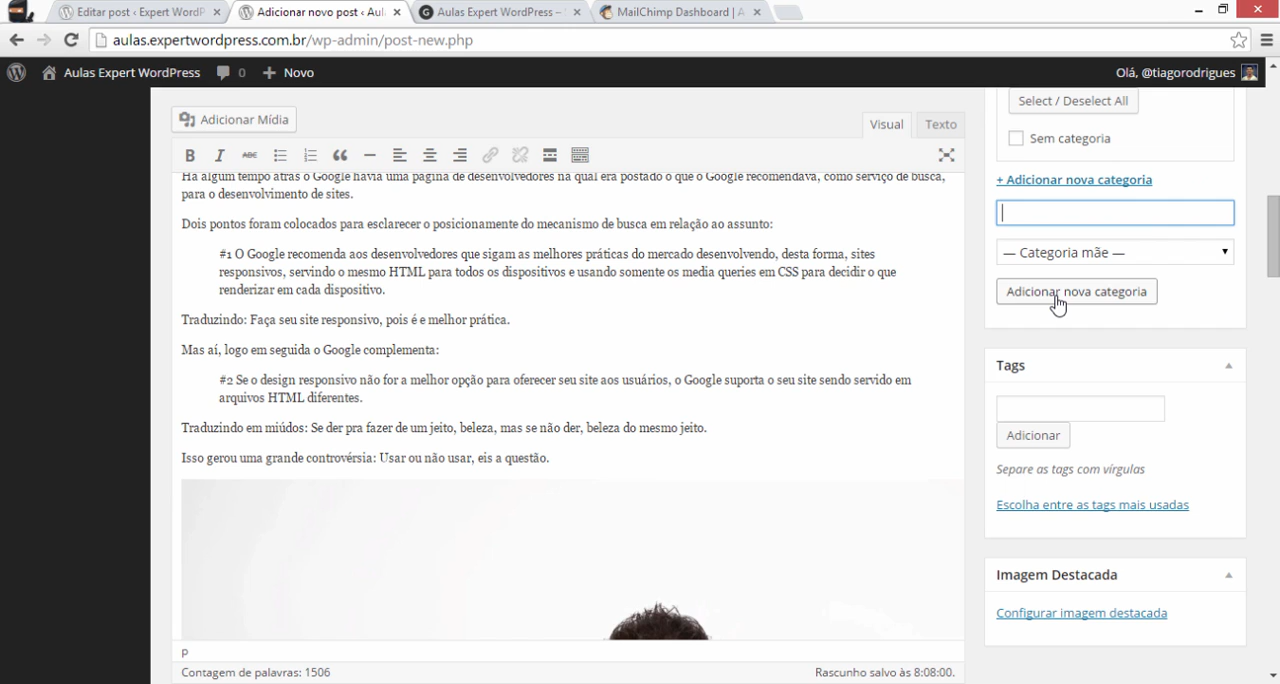 Editar post ‹ Expert WordP
Adicionar novo post ‹ Aul
Aulas Expert WordPress –
MailChimp Dashboard | A
aulas.expertwordpress.com.br/wp-admin/post-new.php
Aulas Expert WordPress
0
Novo
Olá, @tiagorodrigues
Adicionar Mídia
Visual
Texto
B I ABC
Há algum tempo atrás o Google havia uma página de desenvolvedores na qual era postado o que o Google recomendava, como serviço de busca,
para o desenvolvimento de sites.
Dois pontos foram colocados para esclarecer o posicionamento do mecanismo de busca em relação ao assunto:
#1 O Google recomenda aos desenvolvedores que sigam as melhores práticas do mercado desenvolvendo, desta forma, sites
responsivos, servindo o mesmo HTML para todos os dispositivos e usando somente os media queries em CSS para decidir o que
renderizar em cada dispositivo.
Traduzindo: Faça seu site responsivo, pois é e melhor prática.
Mas aí, logo em seguida o Google complementa:
#2 Se o design responsivo não for a melhor opção para oferecer seu site aos usuários, o Google suporta o seu site sendo servido em
arquivos HTML diferentes.
Traduzindo em miúdos: Se der pra fazer de um jeito, beleza, mas se não der, beleza do mesmo jeito.
Isso gerou uma grande controvérsia: Usar ou não usar, eis a questão.
p
Contagem de palavras: 1506
Rascunho salvo às 8:08:00.
Select / Deselect All
Sem categoria
+ Adicionar nova categoria
— Categoria mãe —
Adicionar nova categoria
Tags
Adicionar
Separe as tags com vírgulas
Escolha entre as tags mais usadas
Imagem Destacada
Configurar imagem destacada